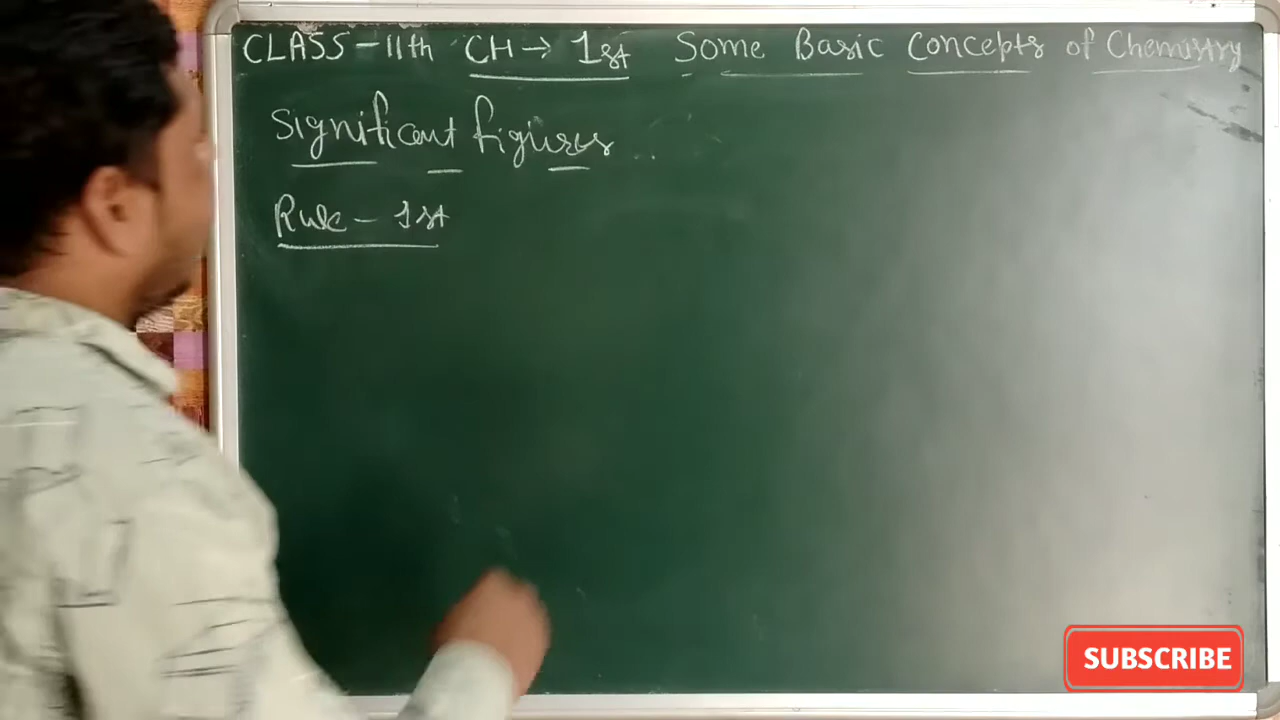 CLASS - 11th CH → 1st Some Basic Concepts of Chemistry
Significant figures ..
Rule - 1st
SUBSCRIBE